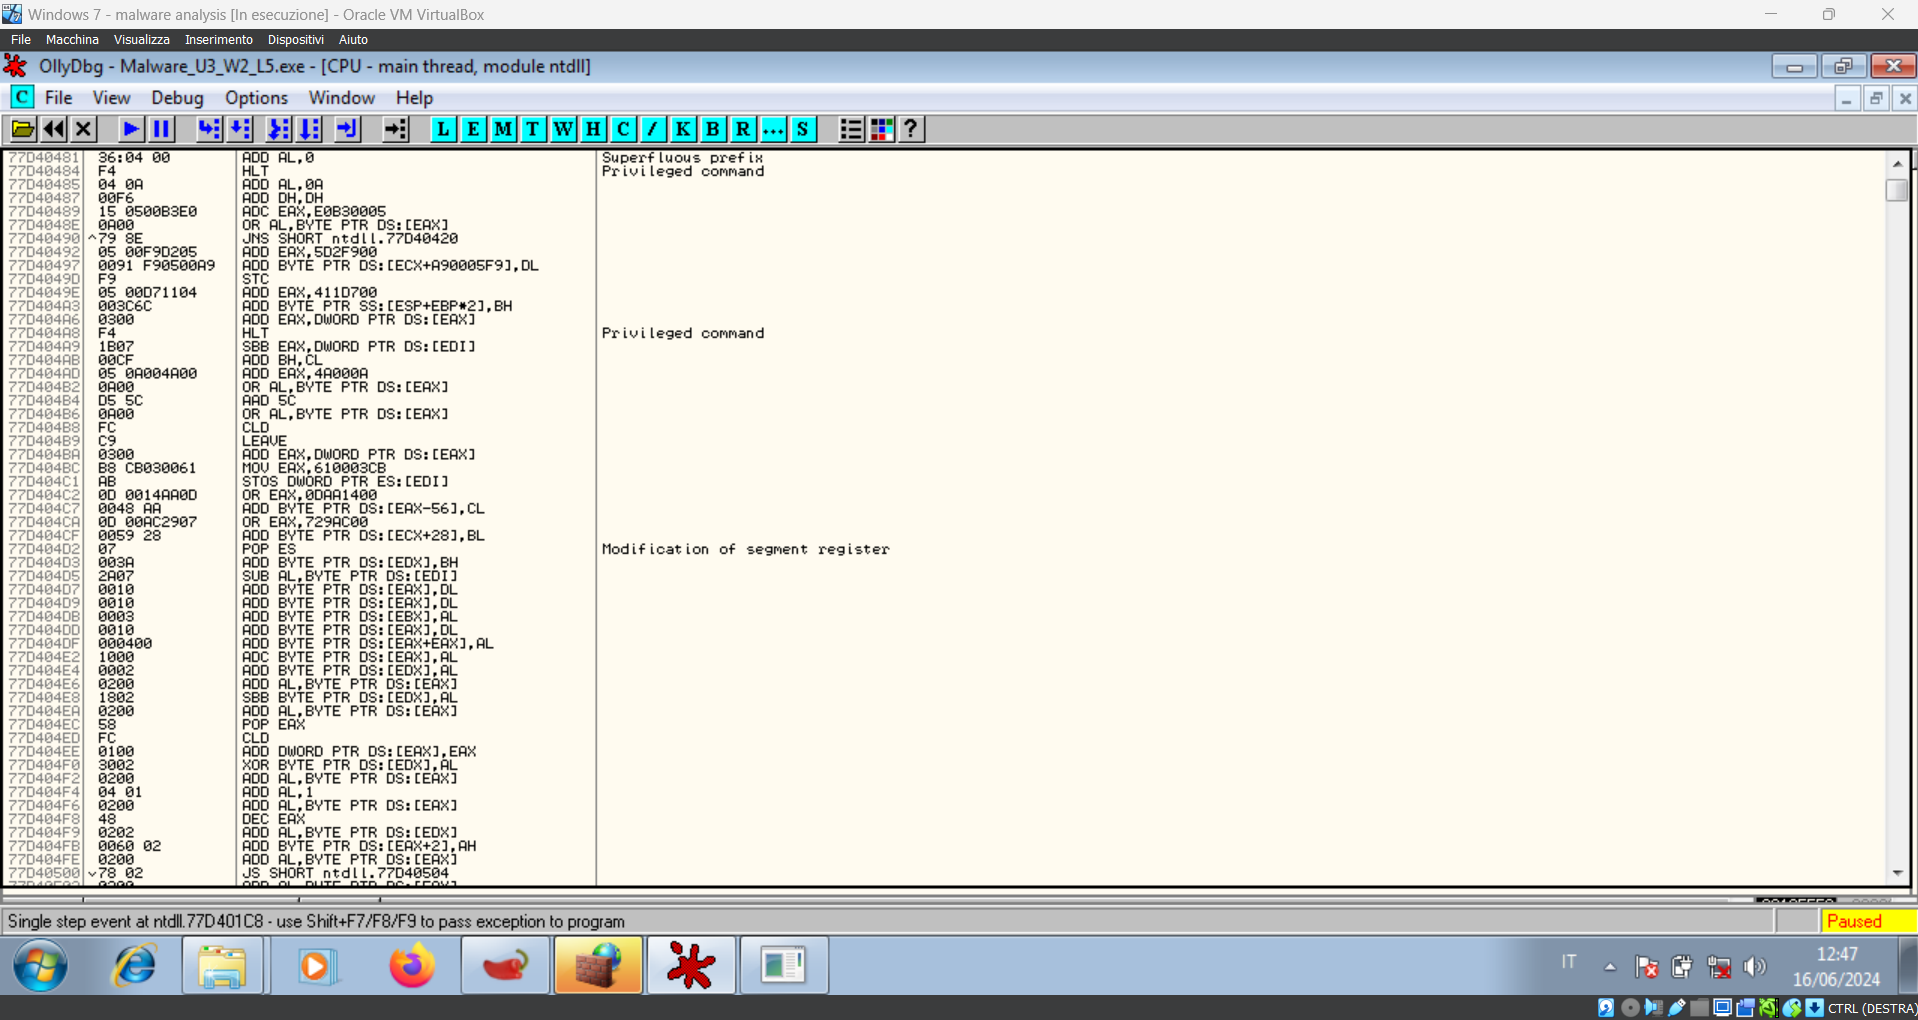 Windows 7 - malware analysis [In esecuzione] - Oracle VM VirtualBox
File Macchina Visualizza Inserimento Dispositivi Aiuto
OllyDbg - Malware_U3_W2_L5.exe - [CPU - main thread, module ntdll]
C File View Debug Options Window Help
L E M T W H C / K B R ... S ?
77D40481 36:04 00 ADD AL,0 Superfluous prefix
77D40484 F4 HLT Privileged command
77D40485 04 0A ADD AL,0A
77D40487 00F6 ADD DH,DH
77D40489 15 0500B3E0 ADC EAX,E0B30005
77D4048E 0A00 OR AL,BYTE PTR DS:[EAX]
77D40490 ^79 8E JNS SHORT ntdll.77D40420
77D40492 05 00F9D205 ADD EAX,5D2F900
77D40497 0091 F90500A9 ADD BYTE PTR DS:[ECX+A90005F9],DL
77D4049D F9 STC
77D4049E 05 00D71104 ADD EAX,411D700
77D404A3 003C6C ADD BYTE PTR SS:[ESP+EBP*2],BH
77D404A6 0300 ADD EAX,DWORD PTR DS:[EAX]
77D404A8 F4 HLT Privileged command
77D404A9 1B07 SBB EAX,DWORD PTR DS:[EDI]
77D404AB 00CF ADD BH,CL
77D404AD 05 0A004A00 ADD EAX,4A000A
77D404B2 0A00 OR AL,BYTE PTR DS:[EAX]
77D404B4 D5 5C AAD 5C
77D404B6 0A00 OR AL,BYTE PTR DS:[EAX]
77D404B8 FC CLD
77D404B9 C9 LEAVE
77D404BA 0300 ADD EAX,DWORD PTR DS:[EAX]
77D404BC B8 CB030061 MOV EAX,610003CB
77D404C1 AB STOS DWORD PTR ES:[EDI]
77D404C2 0D 0014AA0D OR EAX,0DAA1400
77D404C7 0048 AA ADD BYTE PTR DS:[EAX-56],CL
77D404CA 0D 00AC2907 OR EAX,729AC00
77D404CF 0059 28 ADD BYTE PTR DS:[ECX+28],BL
77D404D2 07 POP ES Modification of segment register
77D404D3 003A ADD BYTE PTR DS:[EDX],BH
77D404D5 2A07 SUB AL,BYTE PTR DS:[EDI]
77D404D7 0010 ADD BYTE PTR DS:[EAX],DL
77D404D9 0010 ADD BYTE PTR DS:[EAX],DL
77D404DB 0003 ADD BYTE PTR DS:[EBX],AL
77D404DD 0010 ADD BYTE PTR DS:[EAX],DL
77D404DF 000400 ADD BYTE PTR DS:[EAX+EAX],AL
77D404E2 1000 ADC BYTE PTR DS:[EAX],AL
77D404E4 0002 ADD BYTE PTR DS:[EDX],AL
77D404E6 0200 ADD AL,BYTE PTR DS:[EAX]
77D404E8 1802 SBB BYTE PTR DS:[EDX],AL
77D404EA 0200 ADD AL,BYTE PTR DS:[EAX]
77D404EC 58 POP EAX
77D404ED FC CLD
77D404EE 0100 ADD DWORD PTR DS:[EAX],EAX
77D404F0 3002 XOR BYTE PTR DS:[EDX],AL
77D404F2 0200 ADD AL,BYTE PTR DS:[EAX]
77D404F4 04 01 ADD AL,1
77D404F6 0200 ADD AL,BYTE PTR DS:[EAX]
77D404F8 48 DEC EAX
77D404F9 0202 ADD AL,BYTE PTR DS:[EDX]
77D404FB 0060 02 ADD BYTE PTR DS:[EAX+2],AH
77D404FE 0200 ADD AL,BYTE PTR DS:[EAX]
77D40500 78 02 JS SHORT ntdll.77D40504
Single step event at ntdll.77D401C8 - use Shift+F7/F8/F9 to pass exception to program Paused
IT 12:47
16/06/2024
CTRL (DESTRA)